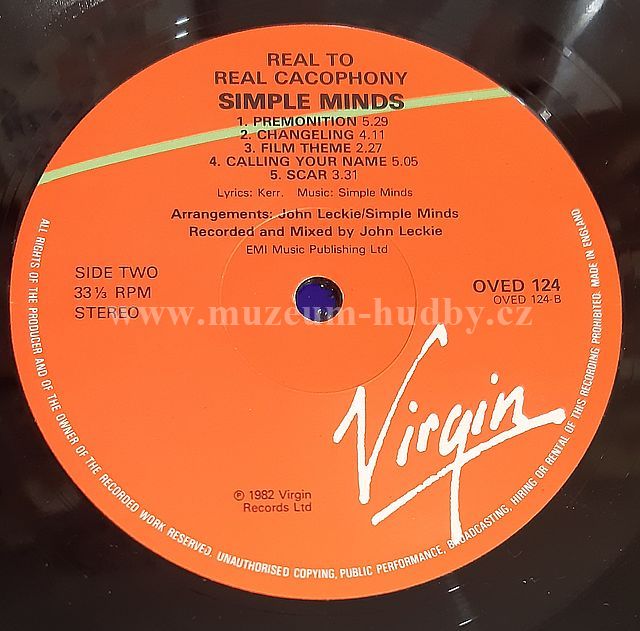 REAL TO
REAL CACOPHONY
SIMPLE MINDS
1. PREMONITION 5.29
2. CHANGELING 4.11
3. FILM THEME 2.27
4. CALLING YOUR NAME 5.05
5. SCAR 3.31
Lyrics: Kerr. Music: Simple Minds
Arrangements: John Leckie/Simple Minds
Recorded and Mixed by John Leckie
EMI Music Publishing Ltd
SIDE TWO
33⅓ RPM
STEREO
OVED 124
OVED 124-B
www.muzeum-hudby.cz
Virgin
℗ 1982 Virgin
Records Ltd
ALL RIGHTS OF THE PRODUCER AND OF THE OWNER OF THE RECORDED WORK RESERVED. UNAUTHORISED COPYING, PUBLIC PERFORMANCE, BROADCASTING, HIRING OR RENTAL OF THIS RECORDING PROHIBITED. MADE IN ENGLAND